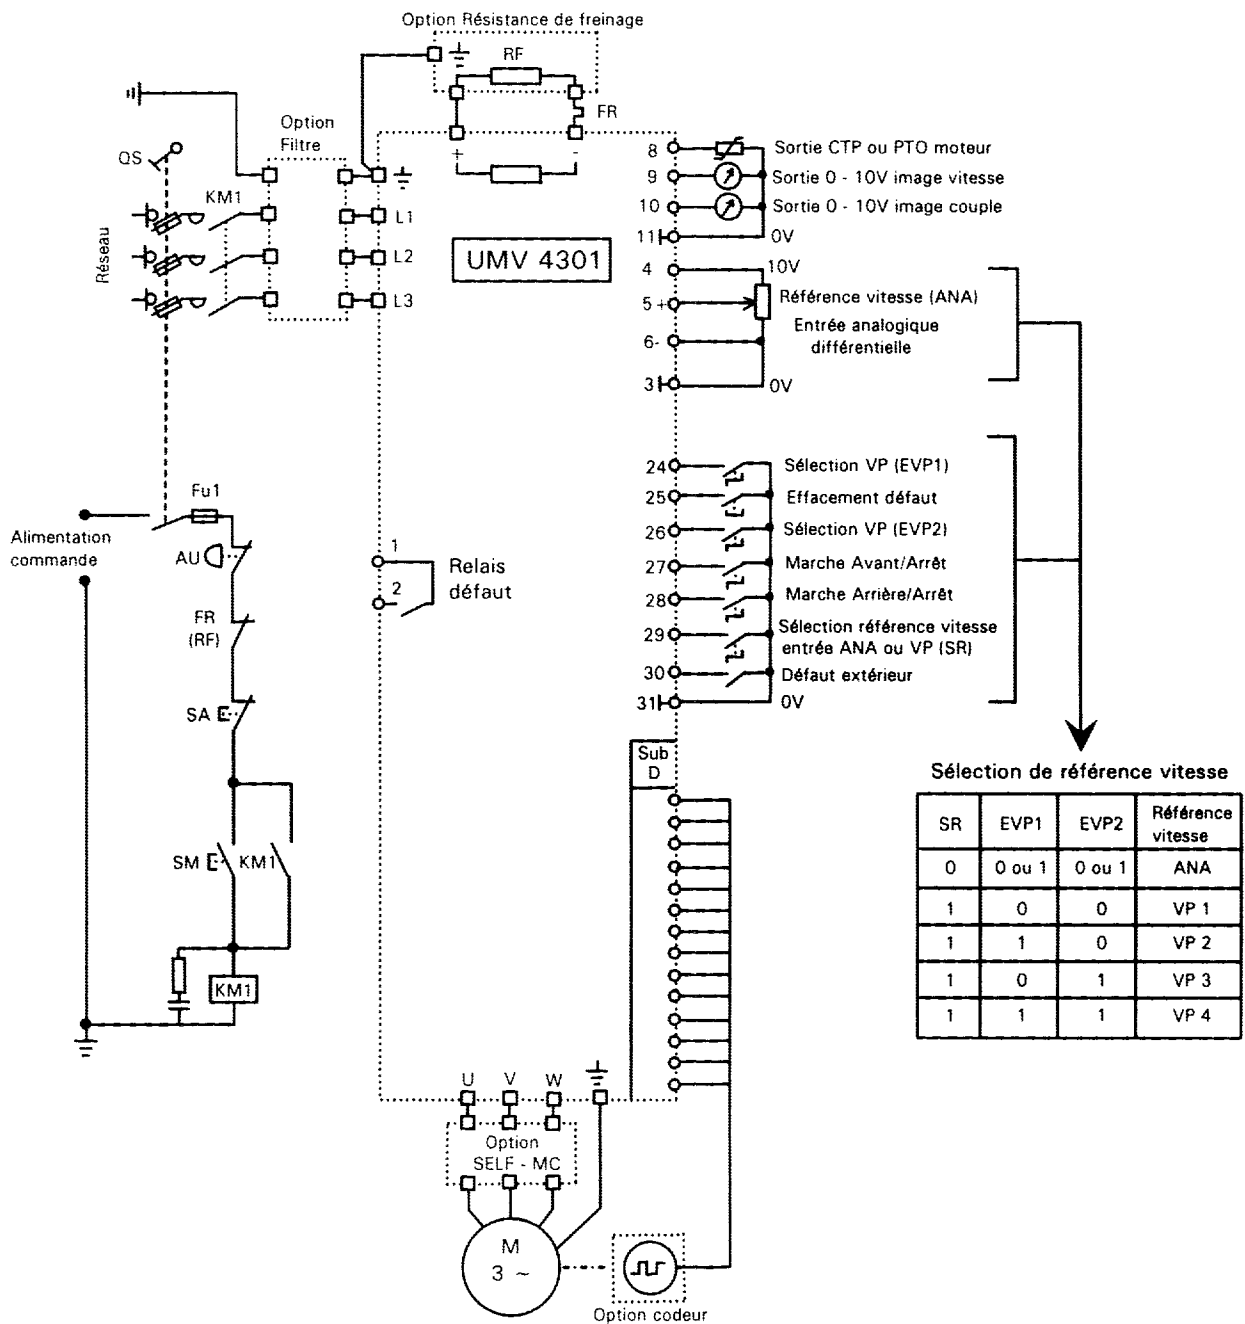 Option Résistance de freinage
RF
FR
Option
Filtre
QS
KM1
Réseau
+
-
L1
L2
L3
UMV 4301
8
Sortie CTP ou PTO moteur
9
Sortie 0 - 10V image vitesse
10
Sortie 0 - 10V image couple
11
0V
4
10V
5 +
Référence vitesse (ANA)
6-
Entrée analogique
différentielle
3
0V
24
Sélection VP (EVP1)
25
Effacement défaut
26
Sélection VP (EVP2)
27
Marche Avant/Arrêt
28
Marche Arrière/Arrêt
29
Sélection référence vitesse
entrée ANA ou VP (SR)
30
Défaut extérieur
31
0V
Fu1
Alimentation
commande
AU
FR
(RF)
SA
SM
KM1
KM1
1
2
Relais
défaut
Sub
D
Sélection de référence vitesse
SR EVP1 EVP2 Référence
vitesse
0 0 ou 1 0 ou 1 ANA
1 0 0 VP 1
1 1 0 VP 2
1 0 1 VP 3
1 1 1 VP 4
U V W
Option
SELF - MC
M
3 ~
Option codeur